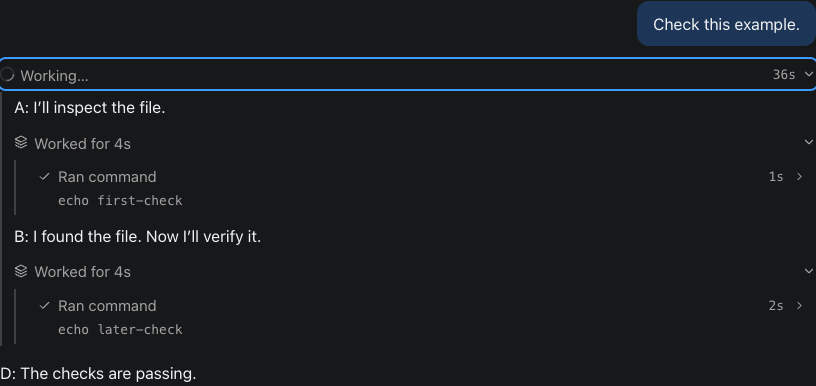 Check this example.
Working...
36s
A: I’ll inspect the file.
Worked for 4s
Ran command
1s
echo first-check
B: I found the file. Now I’ll verify it.
Worked for 4s
Ran command
2s
echo later-check
D: The checks are passing.